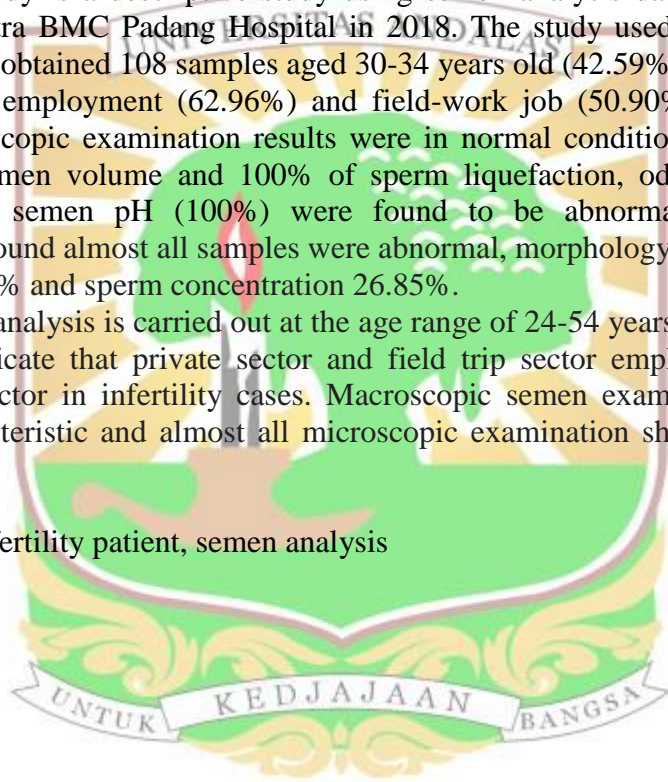 tra BMC Padang Hospital in 2018. The study used
UNIVERSITAS ANDALAS
obtained 108 samples aged 30-34 years old (42.59%
employment (62.96%) and field-work job (50.90%
copic examination results were in normal condition
men volume and 100% of sperm liquefaction, od
semen pH (100%) were found to be abnorma
ound almost all samples were abnormal, morphology
% and sperm concentration 26.85%.
analysis is carried out at the age range of 24-54 years
icate that private sector and field trip sector empl
ctor in infertility cases. Macroscopic semen exam
teristic and almost all microscopic examination sh
fertility patient, semen analysis
UNTUK KEDJAJAAN BANGSA